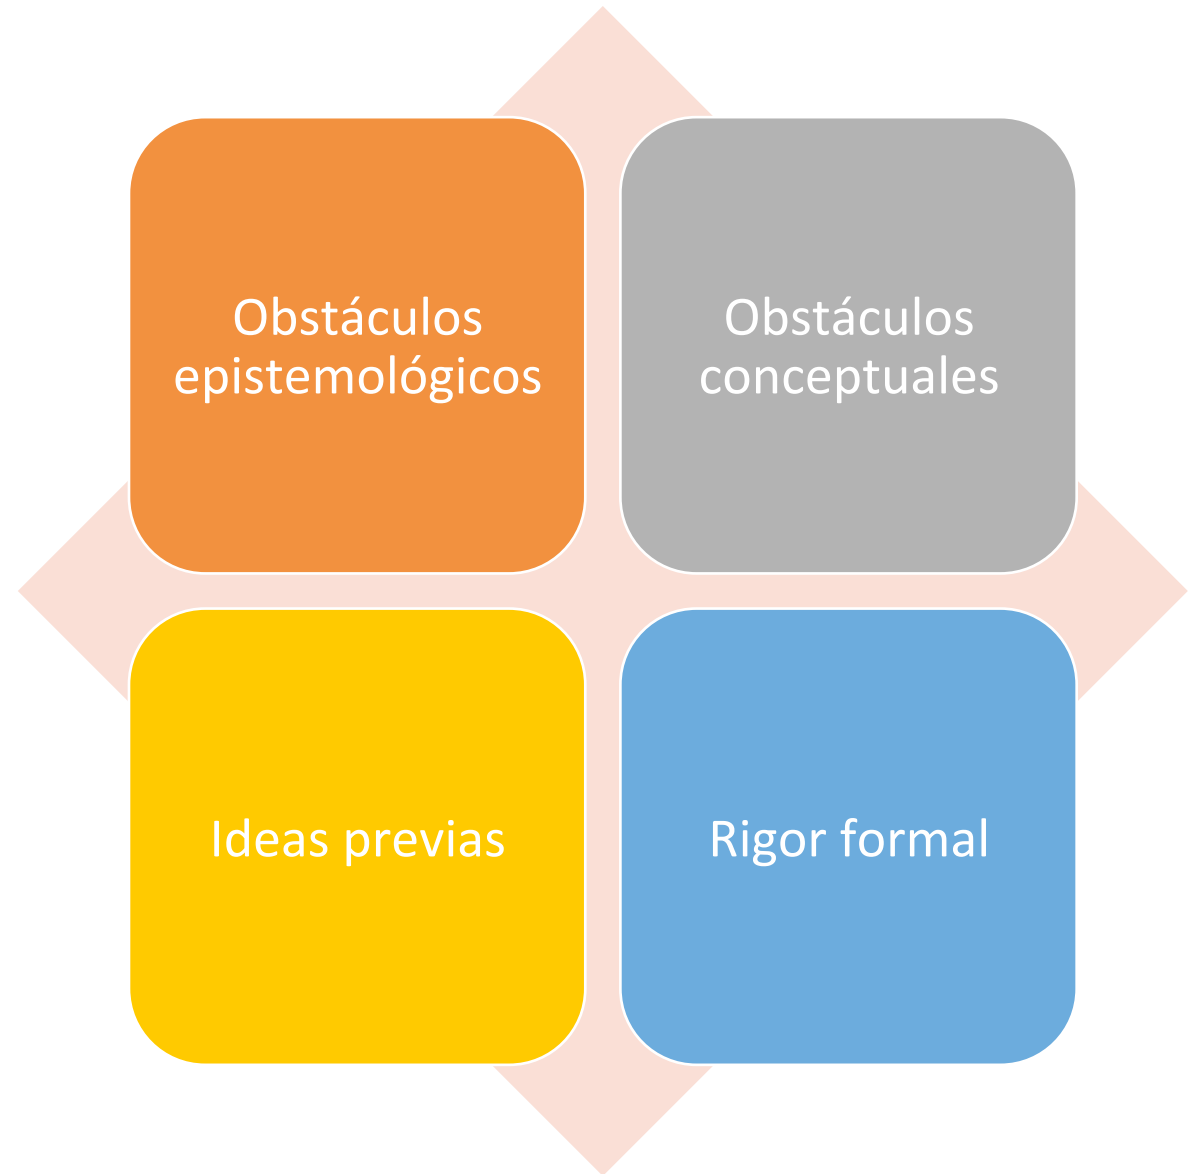 Obstáculos
epistemológicos
Obstáculos
conceptuales
Ideas previas
Rigor formal